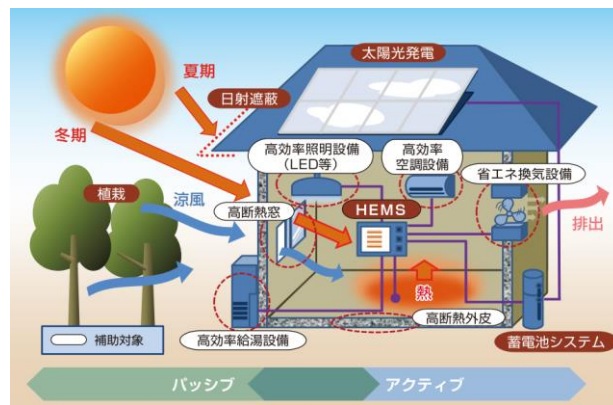 太陽光発電
夏期
日射遮蔽
冬期
高効率照明設備
(LED等)
高効率
空調設備
省エネ換気設備
植栽
涼風
高断熱窓
HEMS
排出
熱
高断熱外皮
補助対象
高効率給湯設備
蓄電池システム
パッシブ
アクティブ